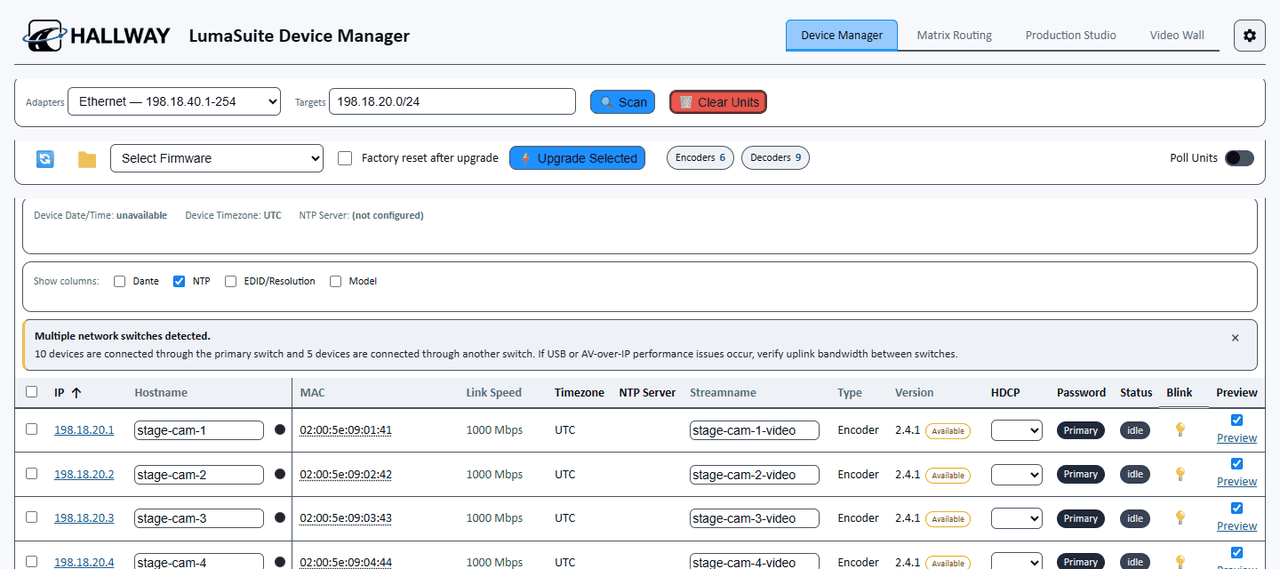 HALLWAY LumaSuite Device Manager Device Manager Matrix Routing Production Studio Video Wall
Adapters Ethernet — 198.18.40.1-254 Targets 198.18.20.0/24 Scan Clear Units
Select Firmware Factory reset after upgrade Upgrade Selected Encoders 6 Decoders 9 Poll Units
Device Date/Time: unavailable Device Timezone: UTC NTP Server: (not configured)
Show columns: Dante NTP EDID/Resolution Model
Multiple network switches detected. ×
10 devices are connected through the primary switch and 5 devices are connected through another switch. If USB or AV-over-IP performance issues occur, verify uplink bandwidth between switches.
IP ↑ Hostname MAC Link Speed Timezone NTP Server Streamname Type Version HDCP Password Status Blink Preview
198.18.20.1 stage-cam-1 02:00:5e:09:01:41 1000 Mbps UTC stage-cam-1-video Encoder 2.4.1 Available Primary idle Preview
198.18.20.2 stage-cam-2 02:00:5e:09:02:42 1000 Mbps UTC stage-cam-2-video Encoder 2.4.1 Available Primary idle Preview
198.18.20.3 stage-cam-3 02:00:5e:09:03:43 1000 Mbps UTC stage-cam-3-video Encoder 2.4.1 Available Primary idle Preview
198.18.20.4 stage-cam-4 02:00:5e:09:04:44 1000 Mbps UTC stage-cam-4-video Encoder 2.4.1 Available Primary idle